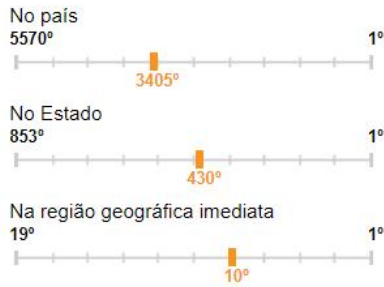 No país
5570º 1º
3405º
No Estado
853º 1º
430º
Na região geográfica imediata
19º 1º
10º